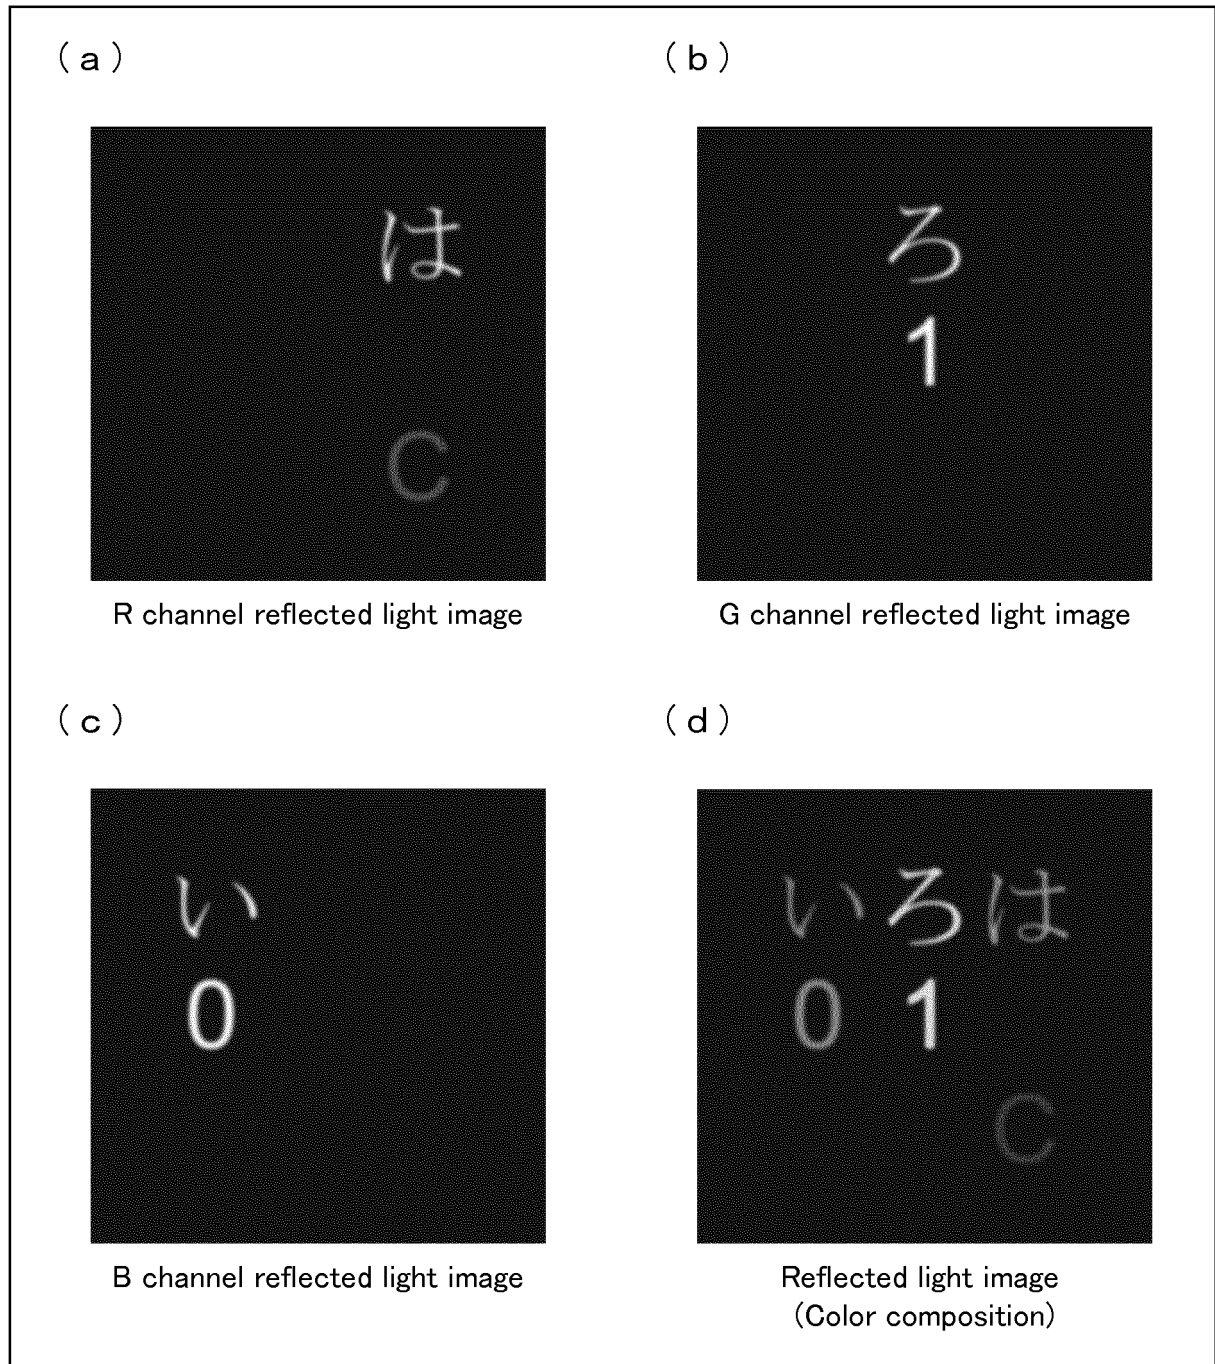 (a)
は
C
R channel reflected light image
(b)
ろ
1
G channel reflected light image
(c)
い
0
B channel reflected light image
(d)
いろは
0 1
C
Reflected light image
(Color composition)